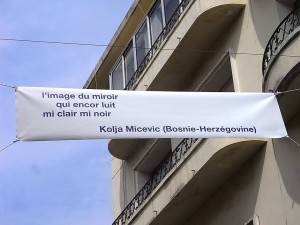 l'image du miroir
qui encor luit
mi clair mi noir
Kolja Micevic (Bosnie-Herzégovine)